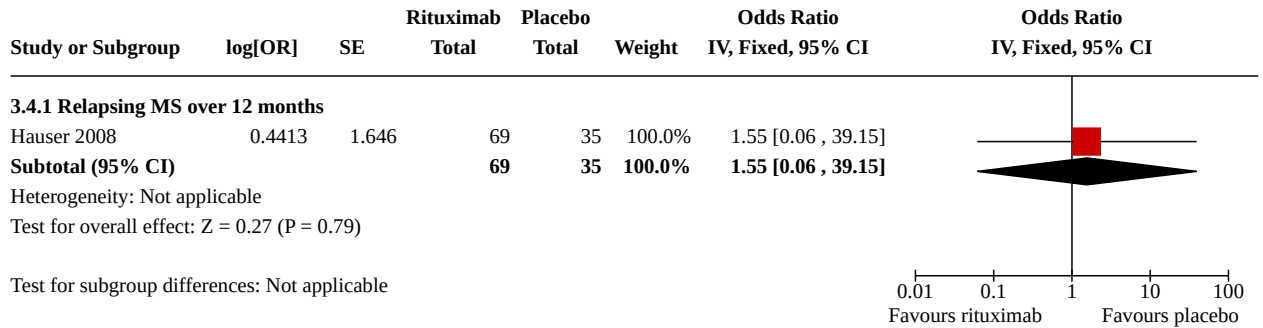 Rituximab Placebo Odds Ratio Odds Ratio
Study or Subgroup log[OR] SE Total Total Weight IV, Fixed, 95% CI IV, Fixed, 95% CI
3.4.1 Relapsing MS over 12 months
Hauser 2008 0.4413 1.646 69 35 100.0% 1.55 [0.06 , 39.15]
Subtotal (95% CI) 69 35 100.0% 1.55 [0.06 , 39.15]
Heterogeneity: Not applicable
Test for overall effect: Z = 0.27 (P = 0.79)
Test for subgroup differences: Not applicable
0.01 0.1 1 10 100
Favours rituximab Favours placebo